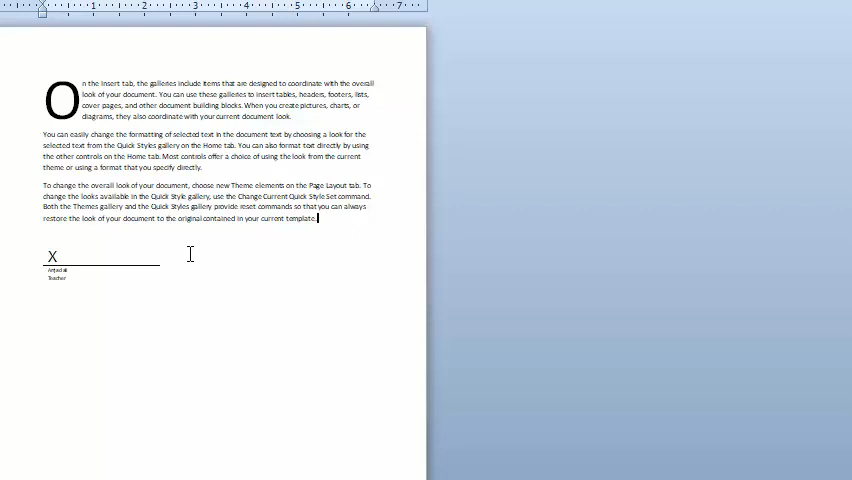 1 2 3 4 5 6 7
On the Insert tab, the galleries include items that are designed to coordinate with the overall
look of your document. You can use these galleries to insert tables, headers, footers, lists,
cover pages, and other document building blocks. When you create pictures, charts, or
diagrams, they also coordinate with your current document look.
You can easily change the formatting of selected text in the document text by choosing a look for the
selected text from the Quick Styles gallery on the Home tab. You can also format text directly by using
the other controls on the Home tab. Most controls offer a choice of using the look from the current
theme or using a format that you specify directly.
To change the overall look of your document, choose new Theme elements on the Page Layout tab. To
change the looks available in the Quick Style gallery, use the Change Current Quick Style Set command.
Both the Themes gallery and the Quick Styles gallery provide reset commands so that you can always
restore the look of your document to the original contained in your current template.
X
Teacher